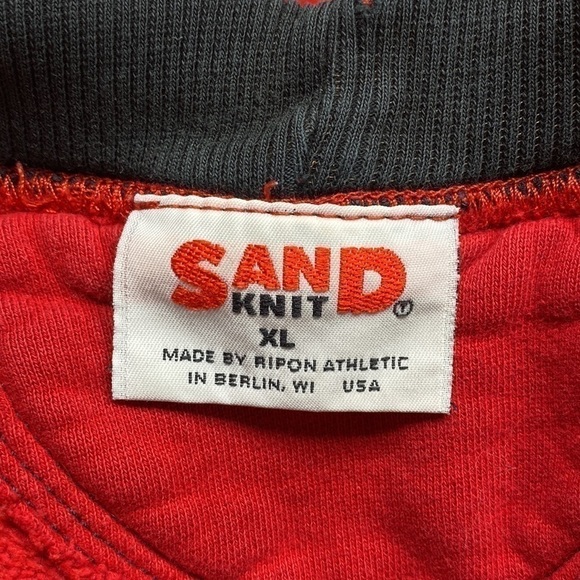 SAND
KNIT
XL
MADE BY RIPON ATHLETIC
IN BERLIN, WI USA